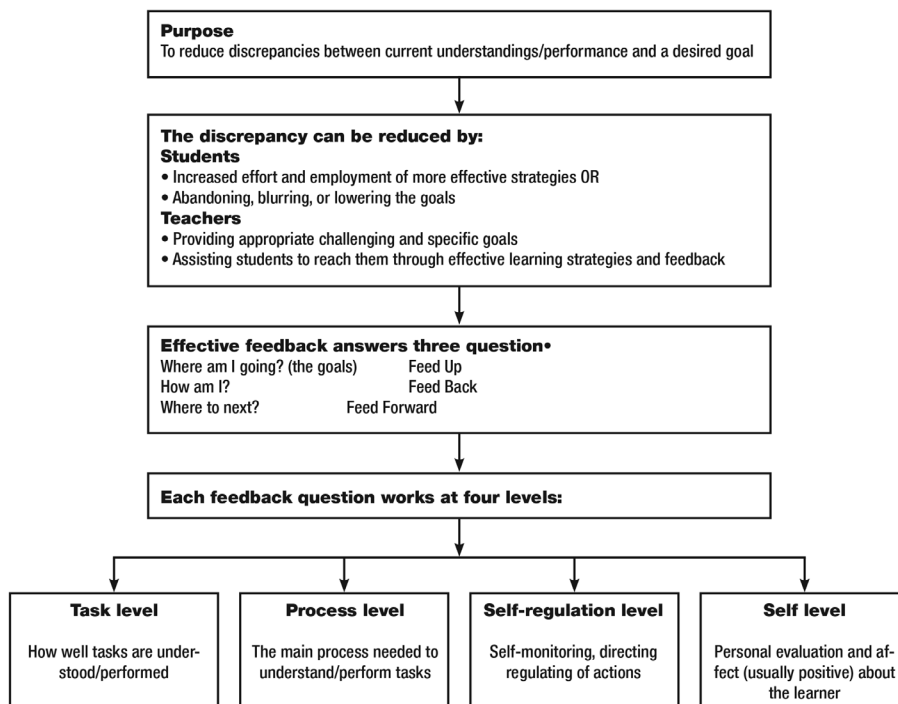 Purpose
To reduce discrepancies between current understandings/performance and a desired goal
The discrepancy can be reduced by:
Students
• Increased effort and employment of more effective strategies OR
• Abandoning, blurring, or lowering the goals
Teachers
• Providing appropriate challenging and specific goals
• Assisting students to reach them through effective learning strategies and feedback
Effective feedback answers three question•
Where am I going? (the goals) Feed Up
How am I? Feed Back
Where to next? Feed Forward
Each feedback question works at four levels:
Task level
How well tasks are under-
stood/performed
Process level
The main process needed to
understand/perform tasks
Self-regulation level
Self-monitoring, directing
regulating of actions
Self level
Personal evaluation and af-
fect (usually positive) about
the learner